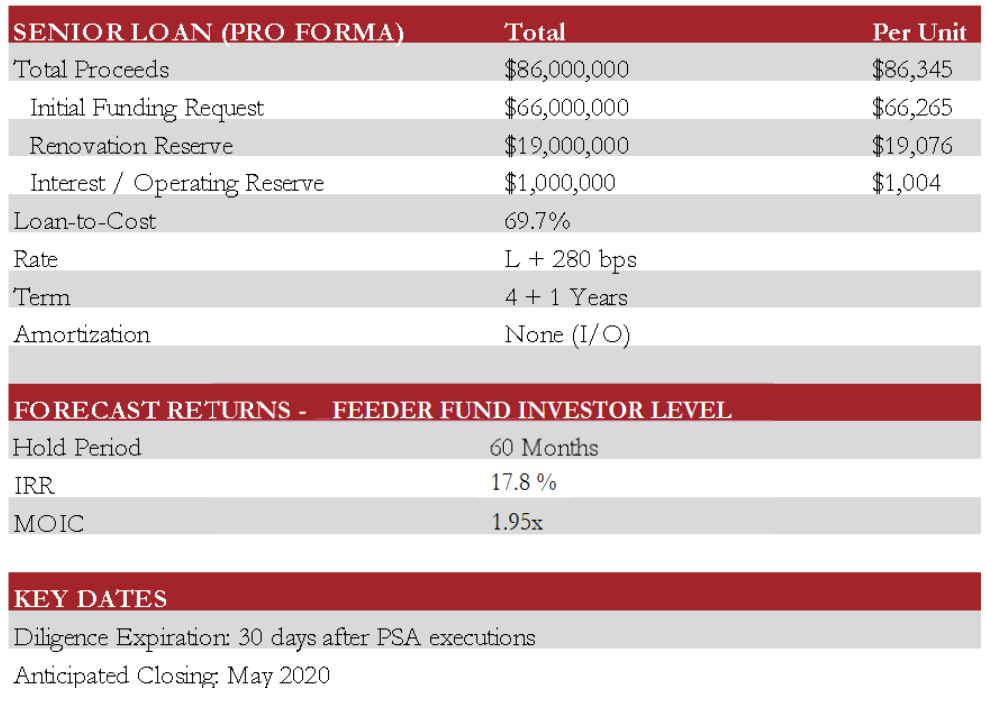 SENIOR LOAN (PRO FORMA) Total Per Unit
Total Proceeds $86,000,000 $86,345
Initial Funding Request $66,000,000 $66,265
Renovation Reserve $19,000,000 $19,076
Interest / Operating Reserve $1,000,000 $1,004
Loan-to-Cost 69.7%
Rate L + 280 bps
Term 4 + 1 Years
Amortization None (I/O)
FORECAST RETURNS - FEEDER FUND INVESTOR LEVEL
Hold Period 60 Months
IRR 17.8 %
MOIC 1.95x
KEY DATES
Diligence Expiration: 30 days after PSA executions
Anticipated Closing: May 2020